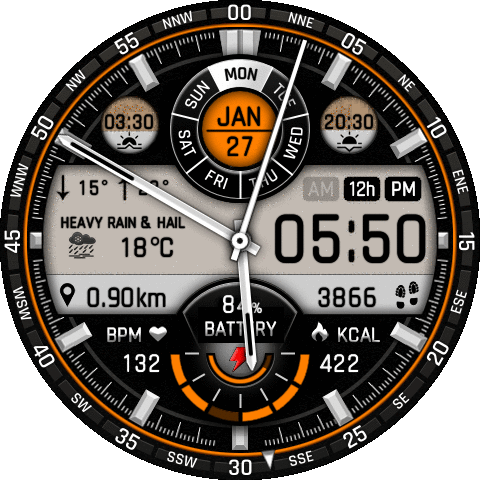 00
NNE
05
10
ENE
15
ESE
20
SE
25
SSE
30
SSW
35
SW
40
WSW
45
WNW
50
NW
55
NNW
SUN MON WED
SAT FRI
JAN
27
03:30
20:30
15°
AM 12h PM
HEAVY RAIN & HAIL
18°C
05:50
0.90km
3866
BATTERY
BPM
132
KCAL
422